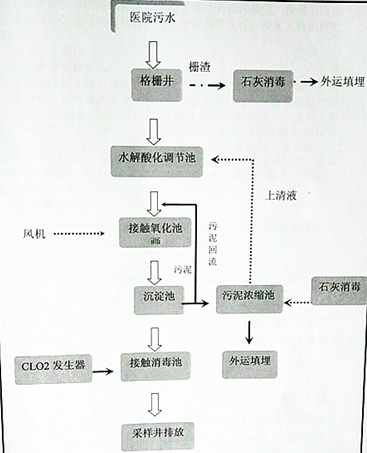 医院污水
栅渣
格栅井
石灰消毒
外运填埋
水解酸化调节池
上清液
风机
接触氧化池
污泥回流
污泥
沉淀池
污泥浓缩池
石灰消毒
CLO2 发生器
接触消毒池
外运填埋
采样井排放